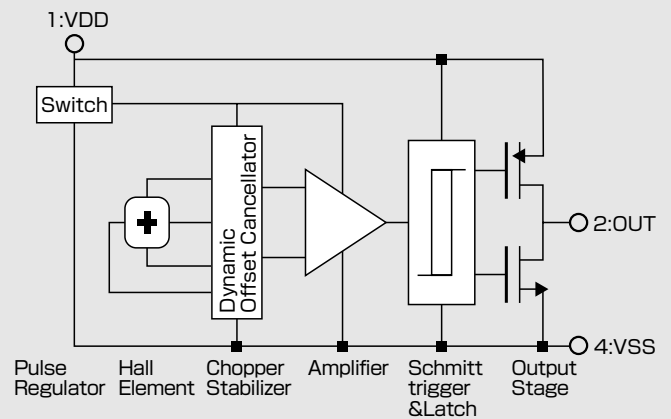 1:VDD
Switch
Dynamic
Offset Cancellator
2:OUT
4:VSS
Pulse
Regulator
Hall
Element
Chopper
Stabilizer
Amplifier
Schmitt
trigger
&Latch
Output
Stage